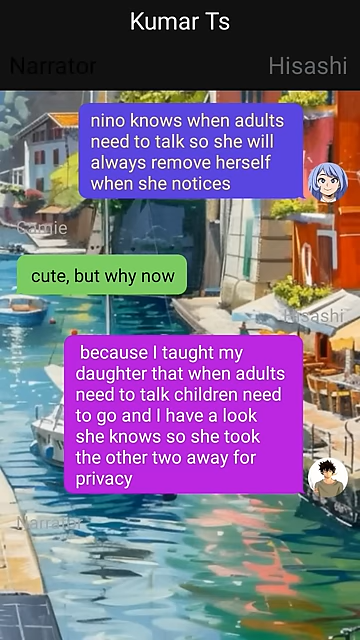 Kumar Ts
Narrator
Hisashi
nino knows when adults
need to talk so she will
always remove herself
when she notices
Camie
cute, but why now
Hisashi
because I taught my
daughter that when adults
need to talk children need
to go and I have a look
she knows so she took
the other two away for
privacy
Narrator